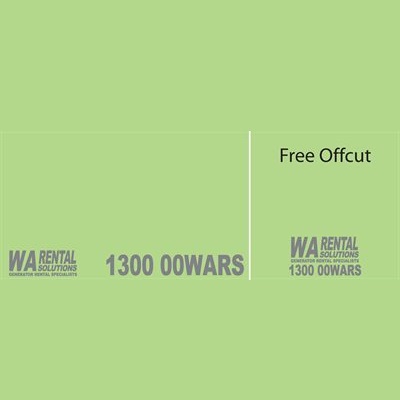 WA RENTAL
SOLUTIONS
GENERATOR RENTAL SPECIALISTS
1300 00WARS
Free Offcut
WA RENTAL
SOLUTIONS
GENERATOR RENTAL SPECIALISTS
1300 00WARS